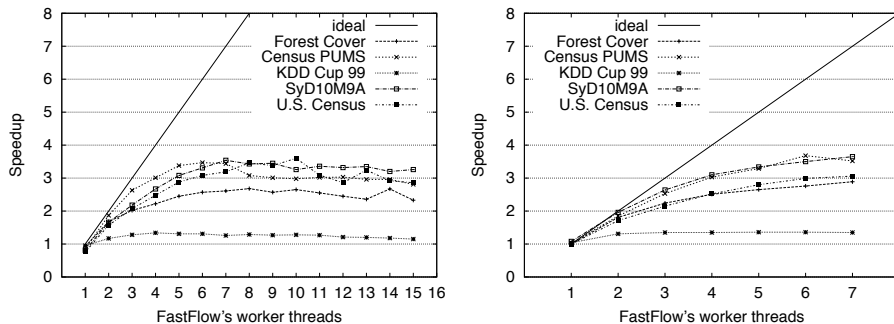 8
7
6
5
4
3
2
1
0
Speedup
ideal
Forest Cover
Census PUMS
KDD Cup 99
SyD10M9A
U.S. Census
1 2 3 4 5 6 7 8 9 10 11 12 13 14 15 16
FastFlow's worker threads
8
7
6
5
4
3
2
1
0
Speedup
ideal
Forest Cover
Census PUMS
KDD Cup 99
SyD10M9A
U.S. Census
1 2 3 4 5 6 7
FastFlow's worker threads